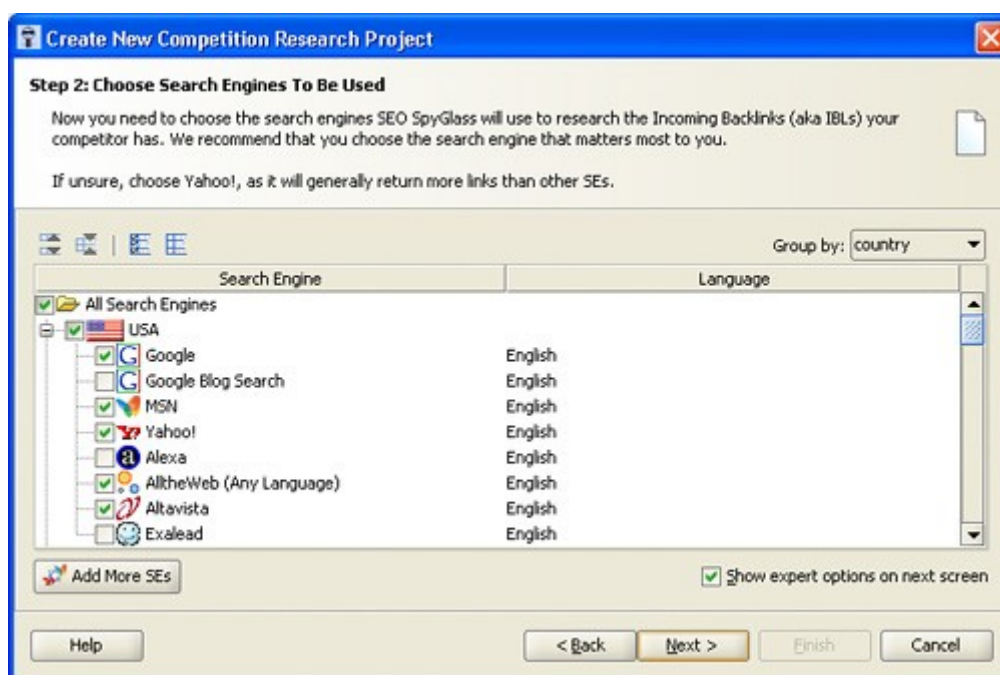 Create New Competition Research Project
Step 2: Choose Search Engines To Be Used
Now you need to choose the search engines SEO SpyGlass will use to research the Incoming Backlinks (aka IBLs) your
competitor has. We recommend that you choose the search engine that matters most to you.
If unsure, choose Yahoo!, as it will generally return more links than other SEs.
Group by: country
Search Engine Language
All Search Engines
USA
Google English
Google Blog Search English
MSN English
Yahoo! English
Alexa English
AlltheWeb (Any Language) English
Altavista English
Exalead English
Add More SEs Show expert options on next screen
Help < Back Next > Finish Cancel